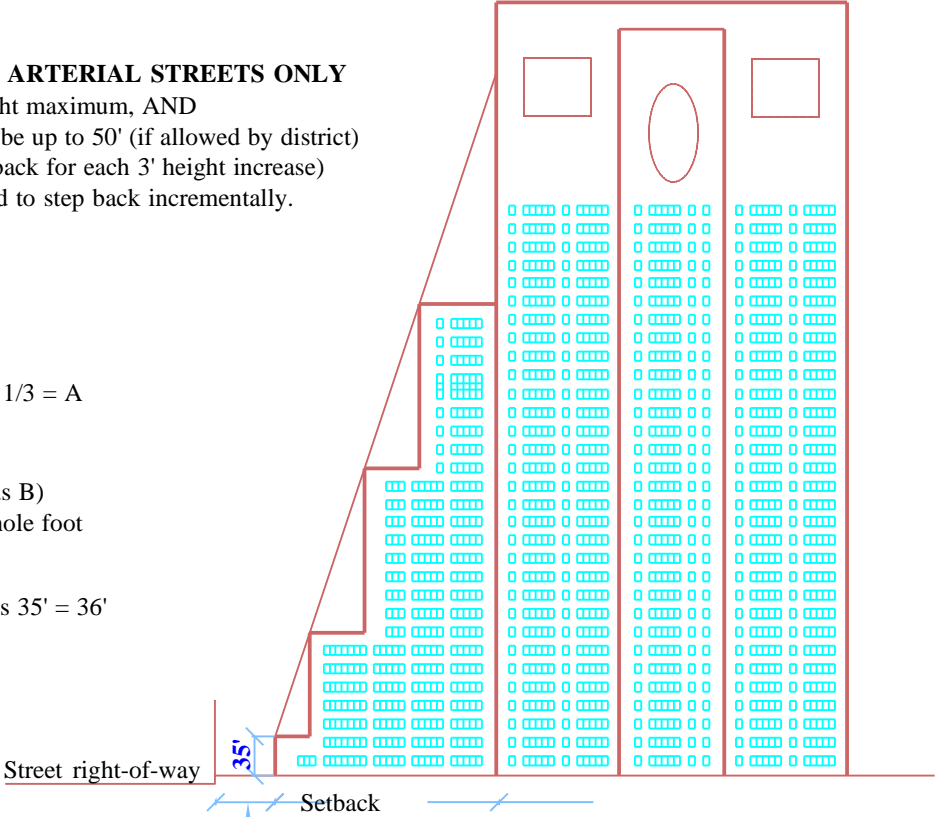 ARTERIAL STREETS ONLY
ht maximum, AND
be up to 50' (if allowed by district)
back for each 3' height increase)
d to step back incrementally.
1/3 = A
s B)
ole foot
s 35' = 36'
35'
Street right-of-way
Setback